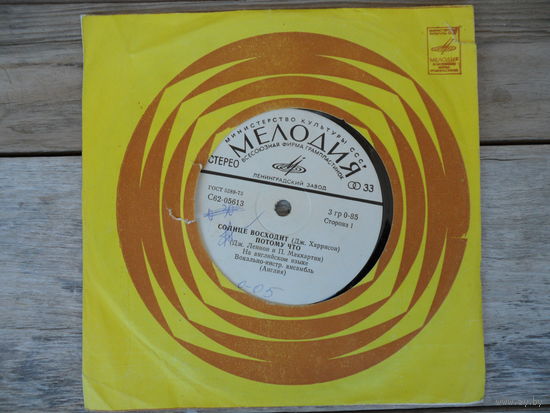 МИНИСТЕРСТВО КУЛЬТУРЫ СССР
МЕЛОДИЯ
ВСЕСОЮЗНАЯ ФИРМА ГРАМПЛАСТИНОК
СТЕРЕО
33
ЛЕНИНГРАДСКИЙ ЗАВОД
ГОСТ 5289-73
С62-05613
3 гр 0-85
Сторона 1
СОЛНЦЕ ВОСХОДИТ (Дж. Харрисон)
ПОТОМУ ЧТО
(Дж. Леннон и П. Маккартни)
На английском языке
Вокально-инстр. ансамбль
(Англия)
0-05
МЕЛОДИЯ